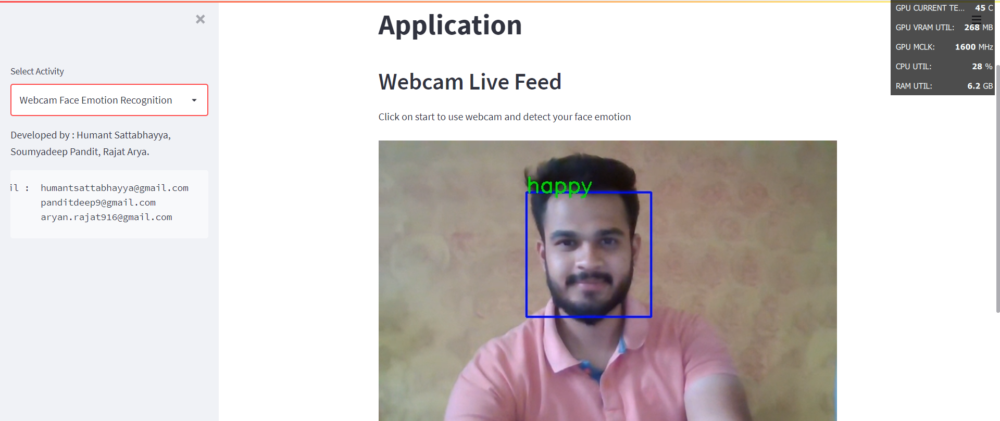 Select Activity
Webcam Face Emotion Recognition
Developed by : Humant Sattabhayya,
Soumyadeep Pandit, Rajat Arya.
il : humantsattabhayya@gmail.com
panditdeep9@gmail.com
aryan.rajat916@gmail.com
Application
Webcam Live Feed
Click on start to use webcam and detect your face emotion
happy
GPU CURRENT TE... 45 C
GPU VRAM UTIL: 268 MB
GPU MCLK: 1600 MHz
CPU UTIL: 28 %
RAM UTIL: 6.2 GB